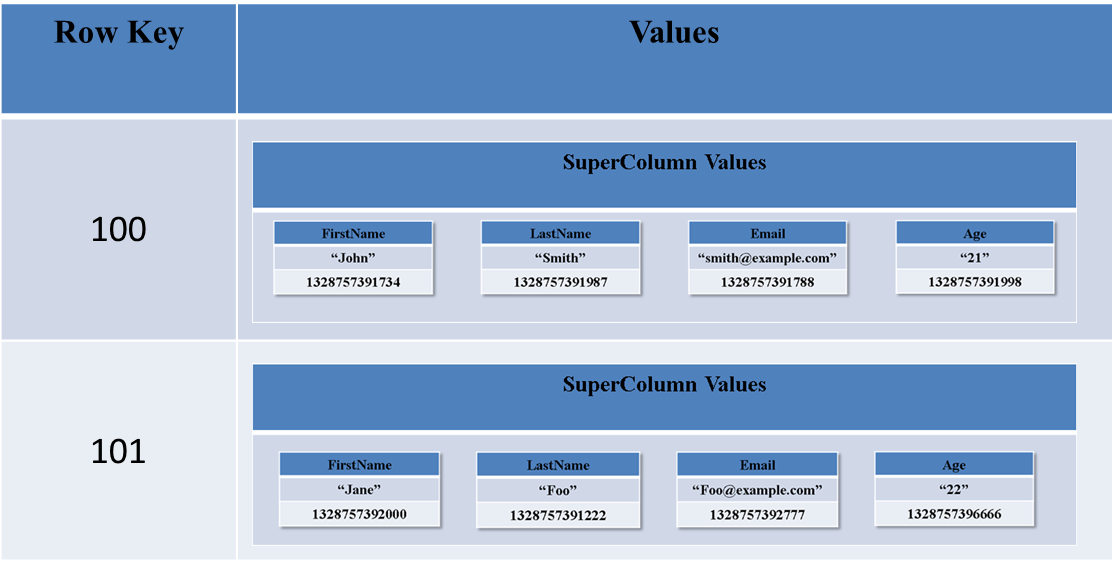 Row Key Values
100
SuperColumn Values
FirstName LastName Email Age
“John” “Smith” “smith@example.com” “21”
1328757391734 1328757391987 1328757391788 1328757391998
101
SuperColumn Values
FirstName LastName Email Age
“Jane” “Foo” “Foo@example.com” “22”
1328757392000 1328757391222 1328757392777 1328757396666